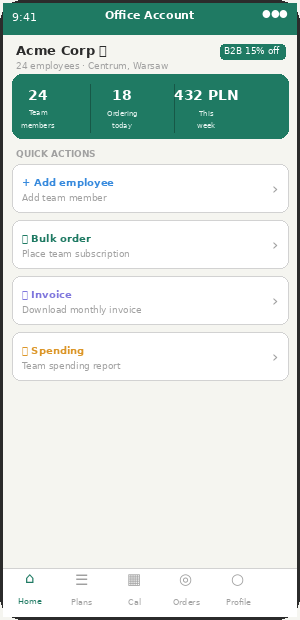 9:41 Office Account
Acme Corp
B2B 15% off
24 employees · Centrum, Warsaw
24 18 432 PLN
Team members
Ordering today
This week
QUICK ACTIONS
+ Add employee
Add team member
Bulk order
Place team subscription
Invoice
Download monthly invoice
Spending
Team spending report
Home Plans Cal Orders Profile